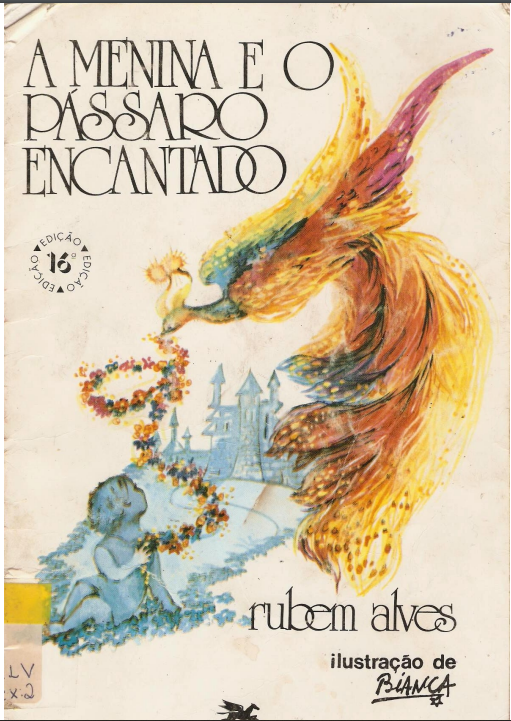 A MENINA E O
PÁSSARO
ENCANTADO
EDIÇÃO ▲ EDIÇÃO ▲ EDIÇÃO ▲
16ª
rubem alves
ilustração de
BiANCA
LV
x.2